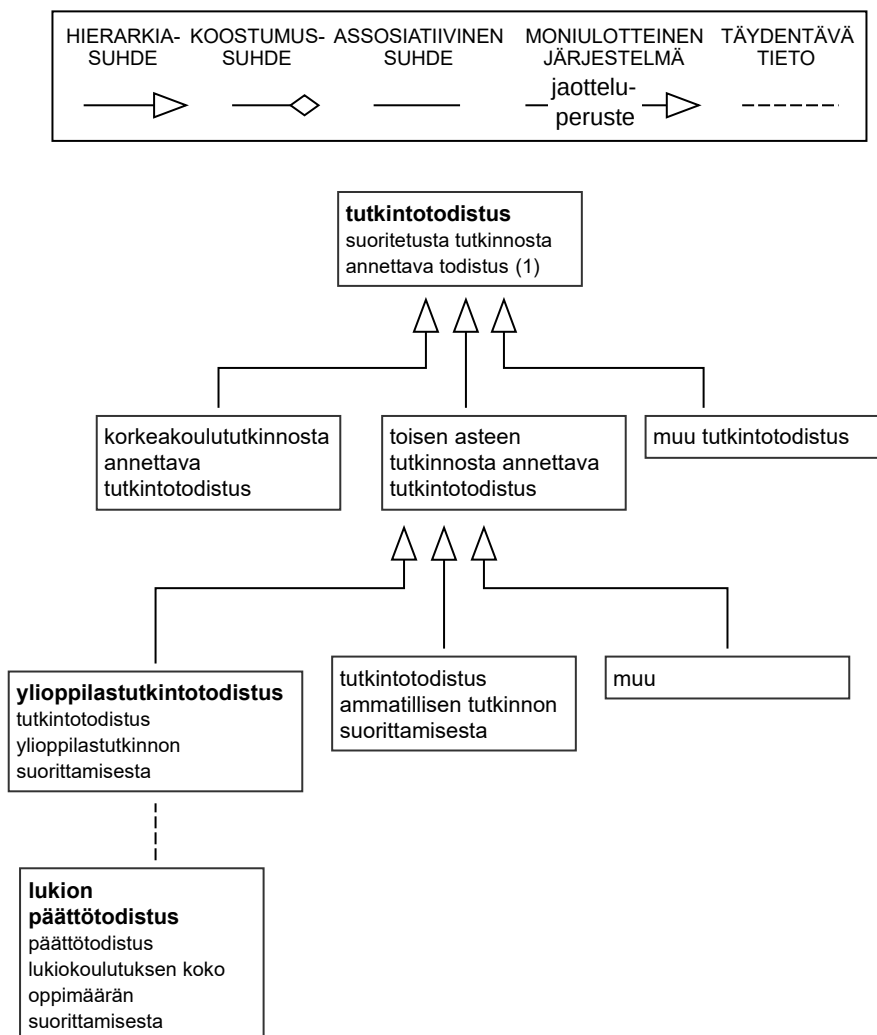 HIERARKIA-
SUHDE
KOOSTUMUS-
SUHDE
ASSOSIATIIVINEN
SUHDE
MONIULOTTEINEN
JÄRJESTELMÄ
jaottelu-
peruste
TÄYDENTÄVÄ
TIETO
tutkintotodistus
suoritetusta tutkinnosta
annettava todistus (1)
korkeakoulututkinnosta
annettava
tutkintotodistus
toisen asteen
tutkinnosta annettava
tutkintotodistus
muu tutkintotodistus
ylioppilastutkintotodistus
tutkintotodistus
ylioppilastutkinnon
suorittamisesta
tutkintotodistus
ammatillisen tutkinnon
suorittamisesta
muu
lukion
päättötodistus
päättötodistus
lukiokoulutuksen koko
oppimäärän
suorittamisesta